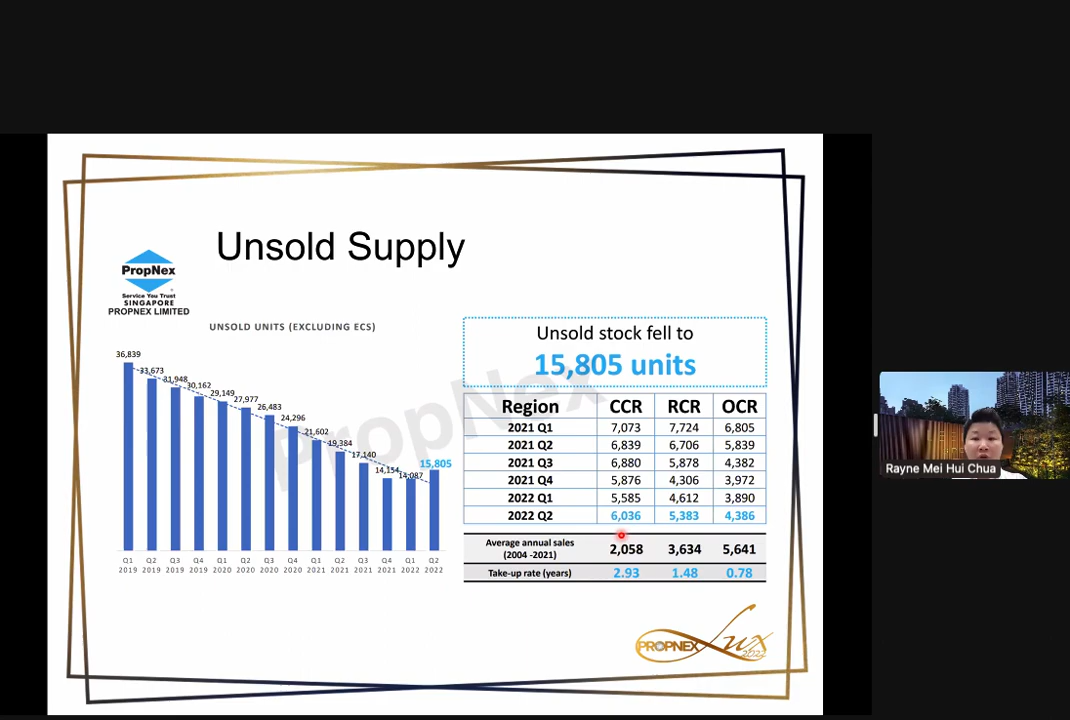 Unsold Supply
PropNex
Service You Trust
SINGAPORE
PROPNEX LIMITED
UNSOLD UNITS (EXCLUDING ECS)
36,839
33,673
31,948
30,162
29,149
27,977
26,483
24,296
21,602
19,384
17,140
14,154
14,087
15,805
Q1 Q2 Q3 Q4 Q1 Q2 Q3 Q4 Q1 Q2 Q3 Q4 Q1 Q2
2019 2019 2019 2019 2020 2020 2020 2020 2021 2021 2021 2021 2022 2022
PropNex
Unsold stock fell to
15,805 units
Region CCR RCR OCR
2021 Q1 7,073 7,724 6,805
2021 Q2 6,839 6,706 5,839
2021 Q3 6,880 5,878 4,382
2021 Q4 5,876 4,306 3,972
2022 Q1 5,585 4,612 3,890
2022 Q2 6,036 5,383 4,386
Average annual sales
(2004 -2021) 2,058 3,634 5,641
Take-up rate (years) 2.93 1.48 0.78
PROPNEX Lux
2022
Rayne Mei Hui Chua